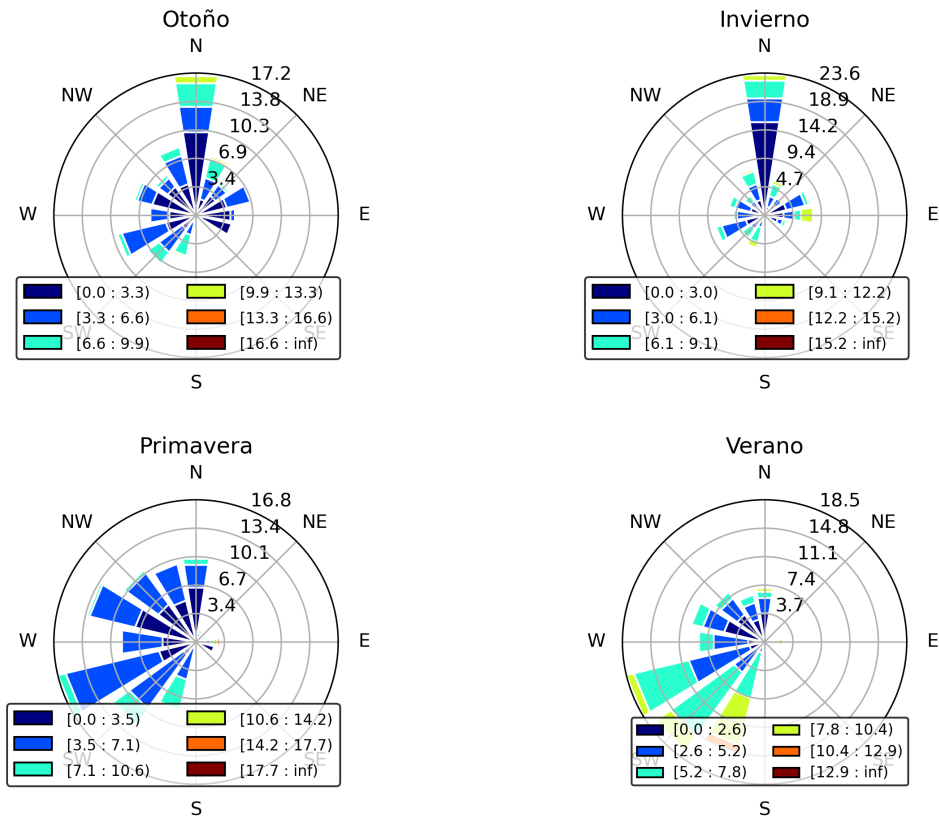 Otoño
N
17.2
13.8
10.3
6.9
3.4
NW
NE
W
E
SW
SE
S
[0.0 : 3.3)
[3.3 : 6.6)
[6.6 : 9.9)
[9.9 : 13.3)
[13.3 : 16.6)
[16.6 : inf)
Invierno
N
23.6
18.9
14.2
9.4
4.7
NW
NE
W
E
SW
SE
S
[0.0 : 3.0)
[3.0 : 6.1)
[6.1 : 9.1)
[9.1 : 12.2)
[12.2 : 15.2)
[15.2 : inf)
Primavera
N
16.8
13.4
10.1
6.7
3.4
NW
NE
W
E
SW
SE
S
[0.0 : 3.5)
[3.5 : 7.1)
[7.1 : 10.6)
[10.6 : 14.2)
[14.2 : 17.7)
[17.7 : inf)
Verano
N
18.5
14.8
11.1
7.4
3.7
NW
NE
W
E
SW
SE
S
[0.0 : 2.6)
[2.6 : 5.2)
[5.2 : 7.8)
[7.8 : 10.4)
[10.4 : 12.9)
[12.9 : inf)